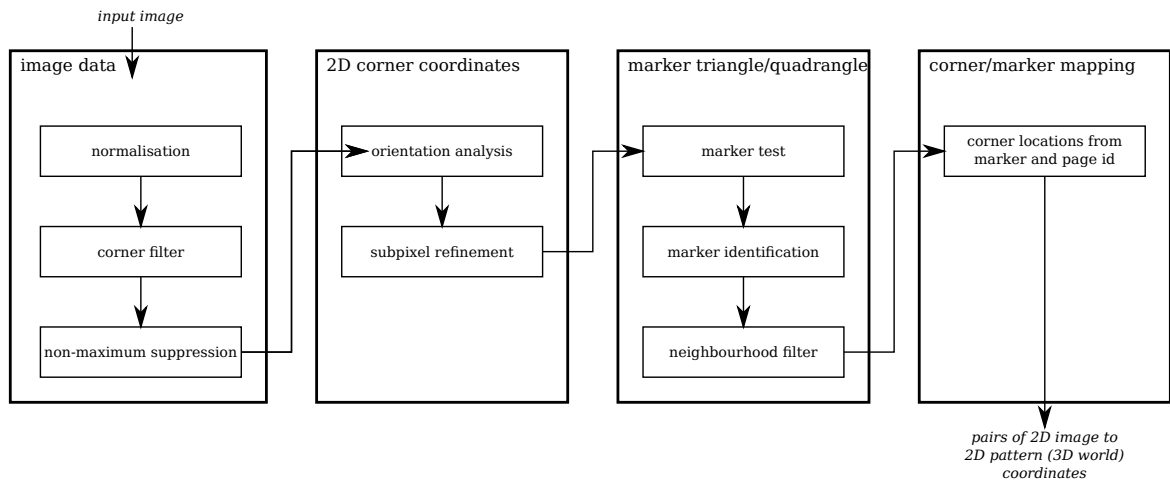 input image
image data
normalisation
corner filter
non-maximum suppression
2D corner coordinates
orientation analysis
subpixel refinement
marker triangle/quadrangle
marker test
marker identification
neighbourhood filter
corner/marker mapping
corner locations from
marker and page id
pairs of 2D image to
2D pattern (3D world)
coordinates